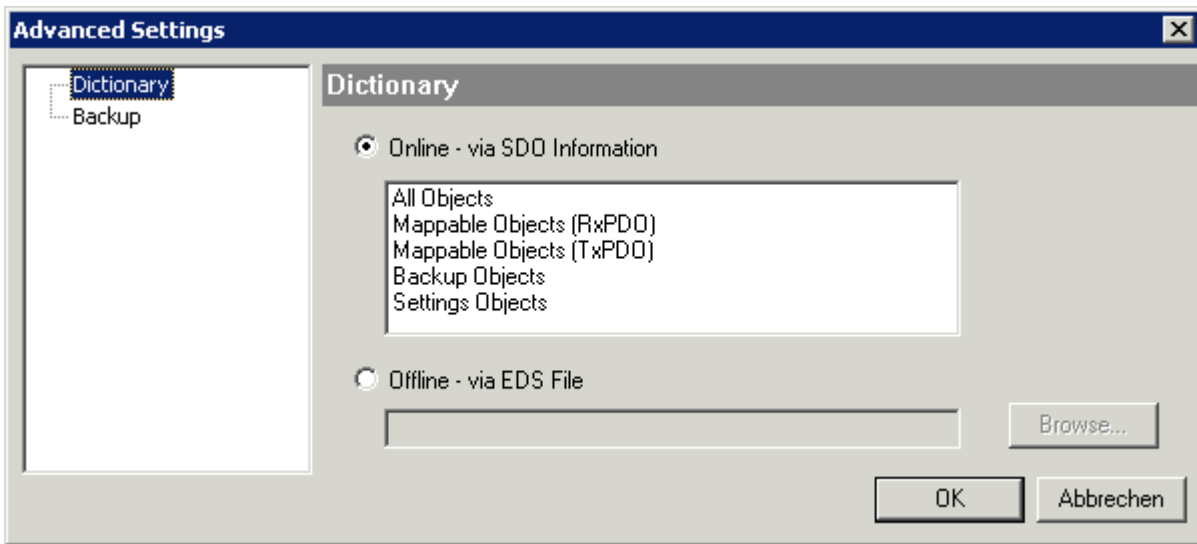 Advanced Settings
Dictionary
Backup
Dictionary
Online - via SDO Information
All Objects
Mappable Objects (RxPDO)
Mappable Objects (TxPDO)
Backup Objects
Settings Objects
Offline - via EDS File
Browse...
OK
Abbrechen